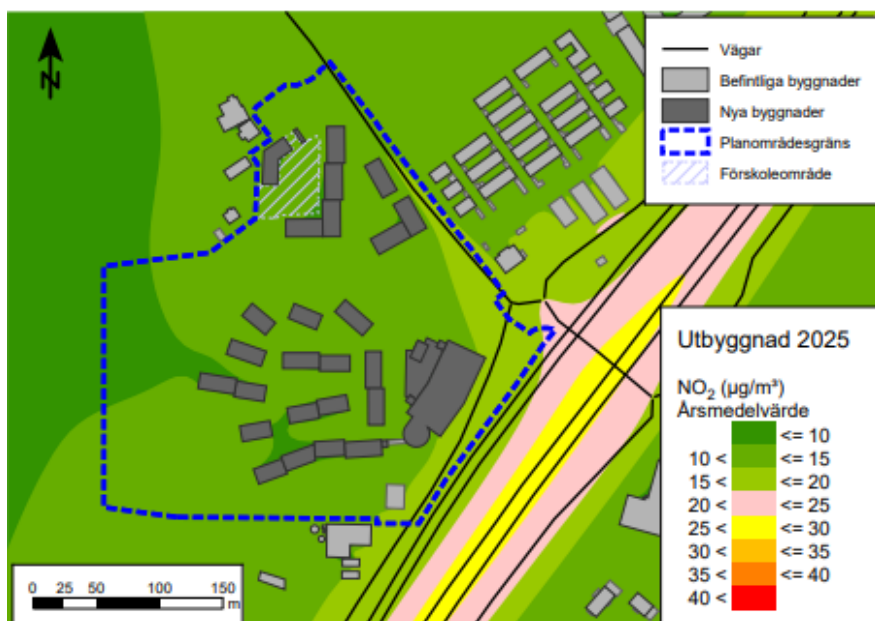 N
Vägar
Befintliga byggnader
Nya byggnader
Planområdesgräns
Förskoleområde
Utbyggnad 2025
NO₂ (µg/m³)
Årsmedelvärde
<= 10
10 < <= 15
15 < <= 20
20 < <= 25
25 < <= 30
30 < <= 35
35 < <= 40
40 <
0 25 50 100 150
m